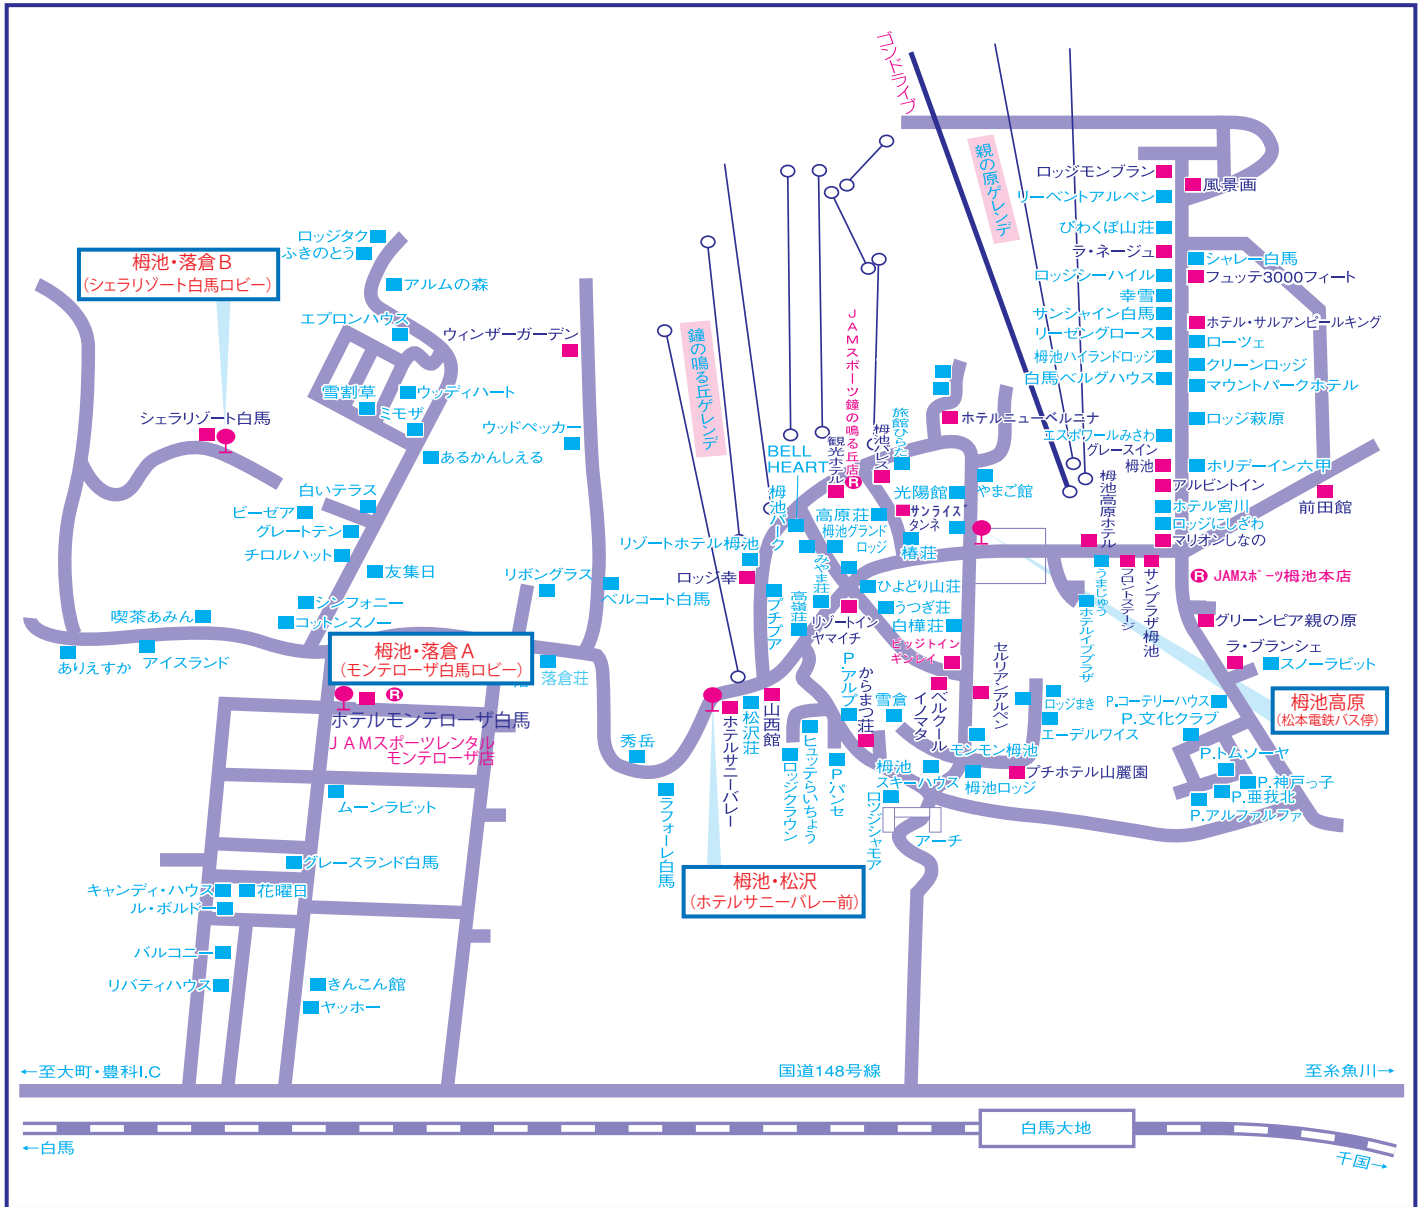 ゴンドライブ
親の原ゲレンデ
鐘の鳴る丘ゲレンデ
ロッジモンブラン
風景画
リーベントアルペン
びわくぼ山荘
ラ・ネージュ
シャレー白馬
ロッジシーハイル
フュッテ3000フィート
幸雪
サンシャイン白馬
ホテル・サルアンピールキング
リーゼングロース
ローツェ
栂池ハイランドロッジ
クリーンロッジ
白馬ベルグハウス
マウントパークホテル
ロッジ萩原
エスポワールみさわ
グレースイン
栂池
ホリデーイン六甲
アルピントイン
前田館
ホテル宮川
ロッジにしざわ
マリオンしなの
栂池高原ホテル
R JAMスポーツ栂池本店
うまじゅう
フロントステージ
サンプラザ栂池
ホテルイブラザ
グリーンピア親の原
ラ・ブランシェ
スノーラビット
栂池高原
(松本電鉄バス停)
P.コーテリーハウス
P.文化クラブ
P.トムソーヤ
P.神戸っ子
P.亜我北
P.アルファルファ
ロッジまき
エーデルワイス
セルリアンアルペン
モンモン栂池
プチホテル山麓園
栂池ロッジ
栂池・落倉B
(シェラリゾート白馬ロビー)
ロッジタク
ふきのとう
アルムの森
エプロンハウス
ウィンザーガーデン
雪割草
ウッディハート
ミモザ
シェラリゾート白馬
ウッドペッカー
あるかんしえる
白いテラス
ビーゼア
グレートテン
チロルハット
友集日
シンフォニー
コットンスノー
喫茶あみん
ありえすか
アイスランド
リボングラス
ベルコート白馬
栂池・落倉A
(モンテローザ白馬ロビー)
落倉荘
R
ホテルモンテローザ白馬
JAMスポーツレンタル
モンテローザ店
ムーンラビット
グレースランド白馬
キャンディ・ハウス
花曜日
ル・ボルドー
バルコニー
リバティハウス
きんこん館
ヤッホー
JAMスポーツ鐘の鳴る丘店
R
BELL
HEART
観光ホテル
栂池パレス
旅館ひらた
ホテルニューベルニナ
やまご館
光陽館
サンライズ
タンネ
高原荘
栂池グランド
ロッジ
椿荘
栂池パーク
リゾートホテル栂池
ロッジ幸
みやま荘
高嶺荘
プチプア
ひよどり山荘
うつぎ荘
白樺荘
リゾートイン
ヤマイチ
ビッジトイン
キンレイ
P.アルプ
からまつ荘
雪倉
ベルクール
イノマタ
秀岳
ラフォーレ白馬
ホテルサニーバレー
松沢荘
山西館
ロッジクラウン
ヒュッテらいちょう
P.パンセ
栂池
スキーハウス
ロッジシャモア
アーチ
栂池・松沢
(ホテルサニーバレー前)
←至大町・豊科I.C
国道148号線
至糸魚川→
白馬大地
←白馬
千国→